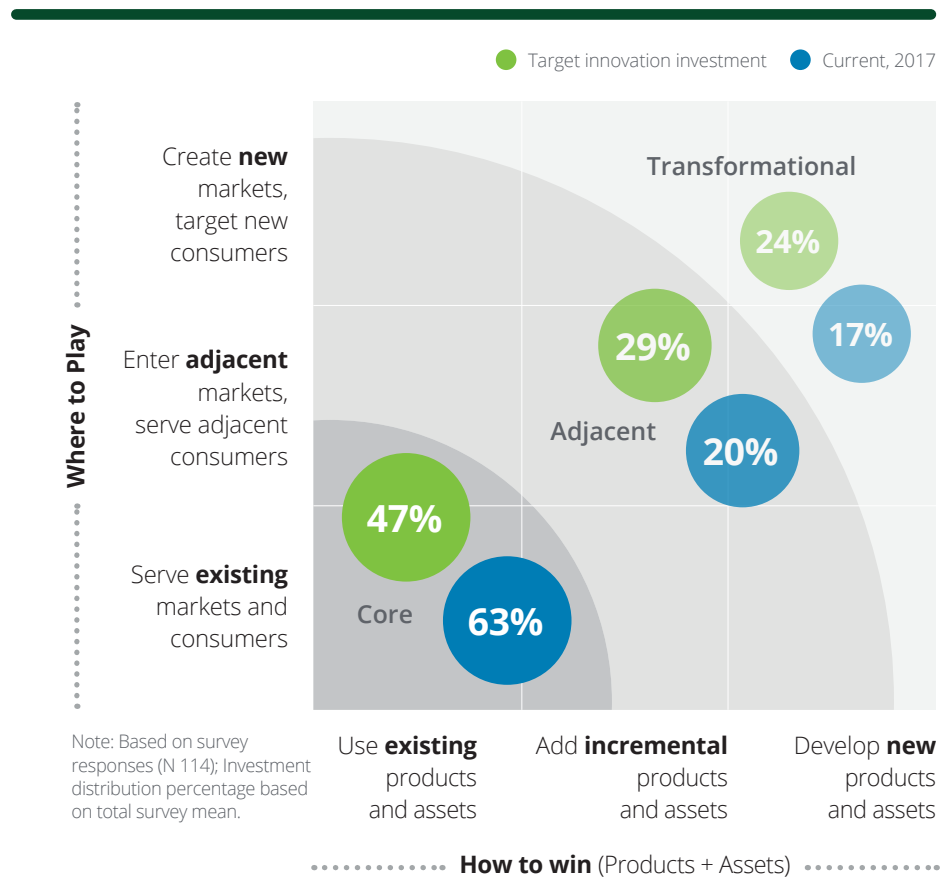 Target innovation investment
Current, 2017
Where to Play
Create new
markets,
target new
consumers
Enter adjacent
markets,
serve adjacent
consumers
Serve existing
markets and
consumers
Transformational
24%
17%
29%
Adjacent
20%
47%
Core
63%
Note: Based on survey
responses (N 114); Investment
distribution percentage based
on total survey mean.
Use existing
products
and assets
Add incremental
products
and assets
Develop new
products
and assets
How to win (Products + Assets)